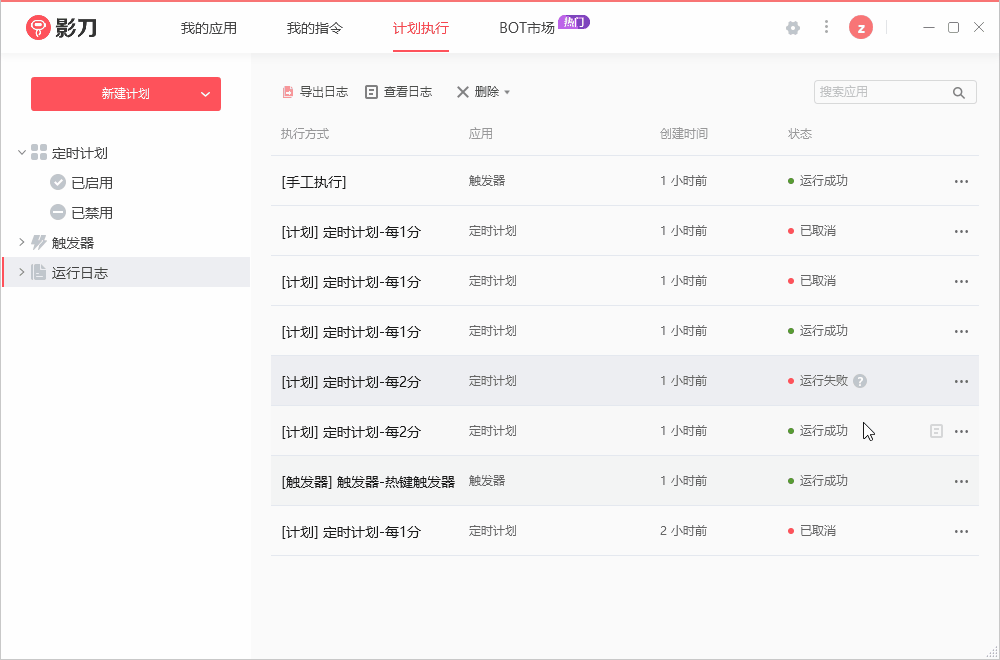 影刀 我的应用 我的指令 计划执行 BOT市场 热门 z
新建计划
定时计划
已启用
已禁用
触发器
运行日志
导出日志 查看日志 删除 搜索应用
执行方式 应用 创建时间 状态
[手工执行] 触发器 1 小时前 运行成功
[计划] 定时计划-每1分 定时计划 1 小时前 已取消
[计划] 定时计划-每1分 定时计划 1 小时前 已取消
[计划] 定时计划-每1分 定时计划 1 小时前 运行成功
[计划] 定时计划-每2分 定时计划 1 小时前 运行失败 ?
[计划] 定时计划-每2分 定时计划 1 小时前 运行成功
[触发器] 触发器-热键触发器 触发器 1 小时前 运行成功
[计划] 定时计划-每1分 定时计划 2 小时前 已取消